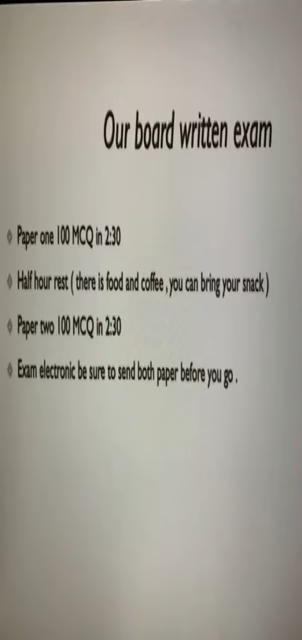 Our board written exam
Paper one 100 MCQ in 2:30
Half hour rest ( there is food and coffee , you can bring your snack )
Paper two 100 MCQ in 2:30
Exam electronic be sure to send both paper before you go .